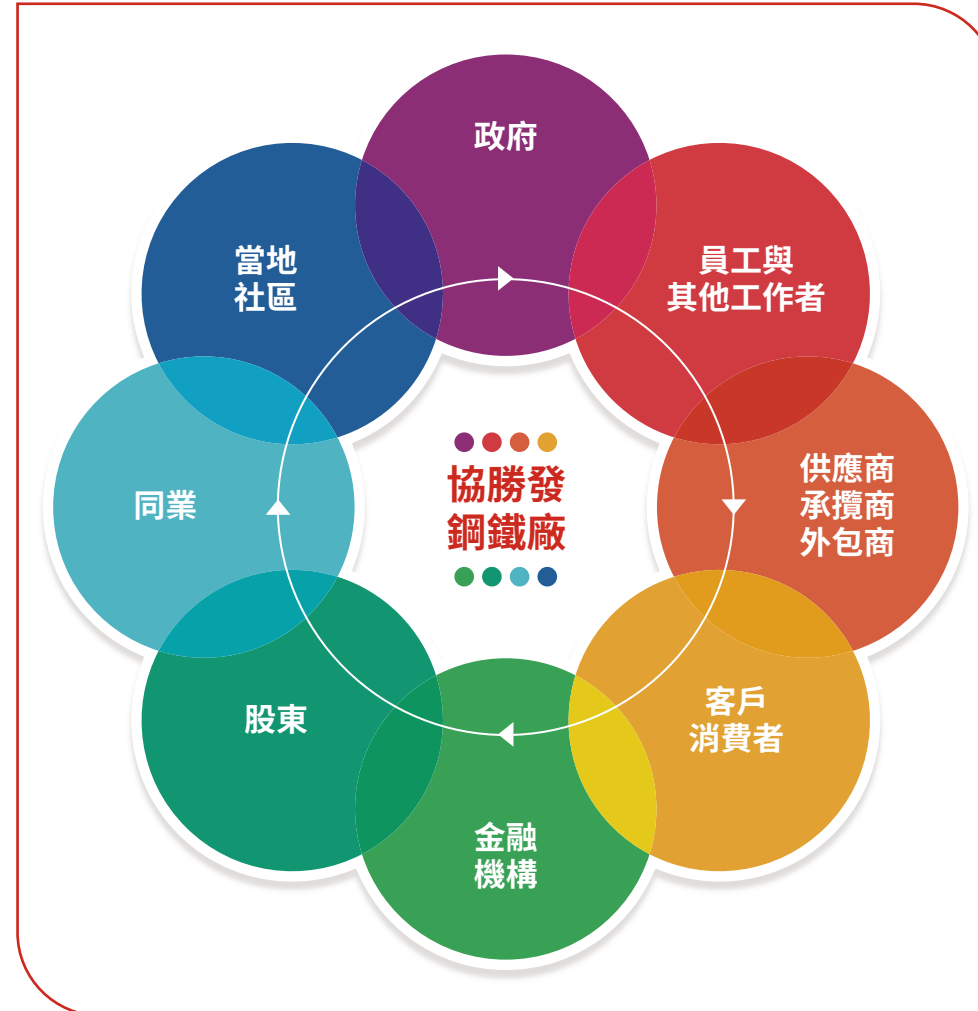 政府
員工與
其他工作者
供應商
承攬商
外包商
客戶
消費者
金融
機構
股東
同業
當地
社區
協勝發
鋼鐵廠